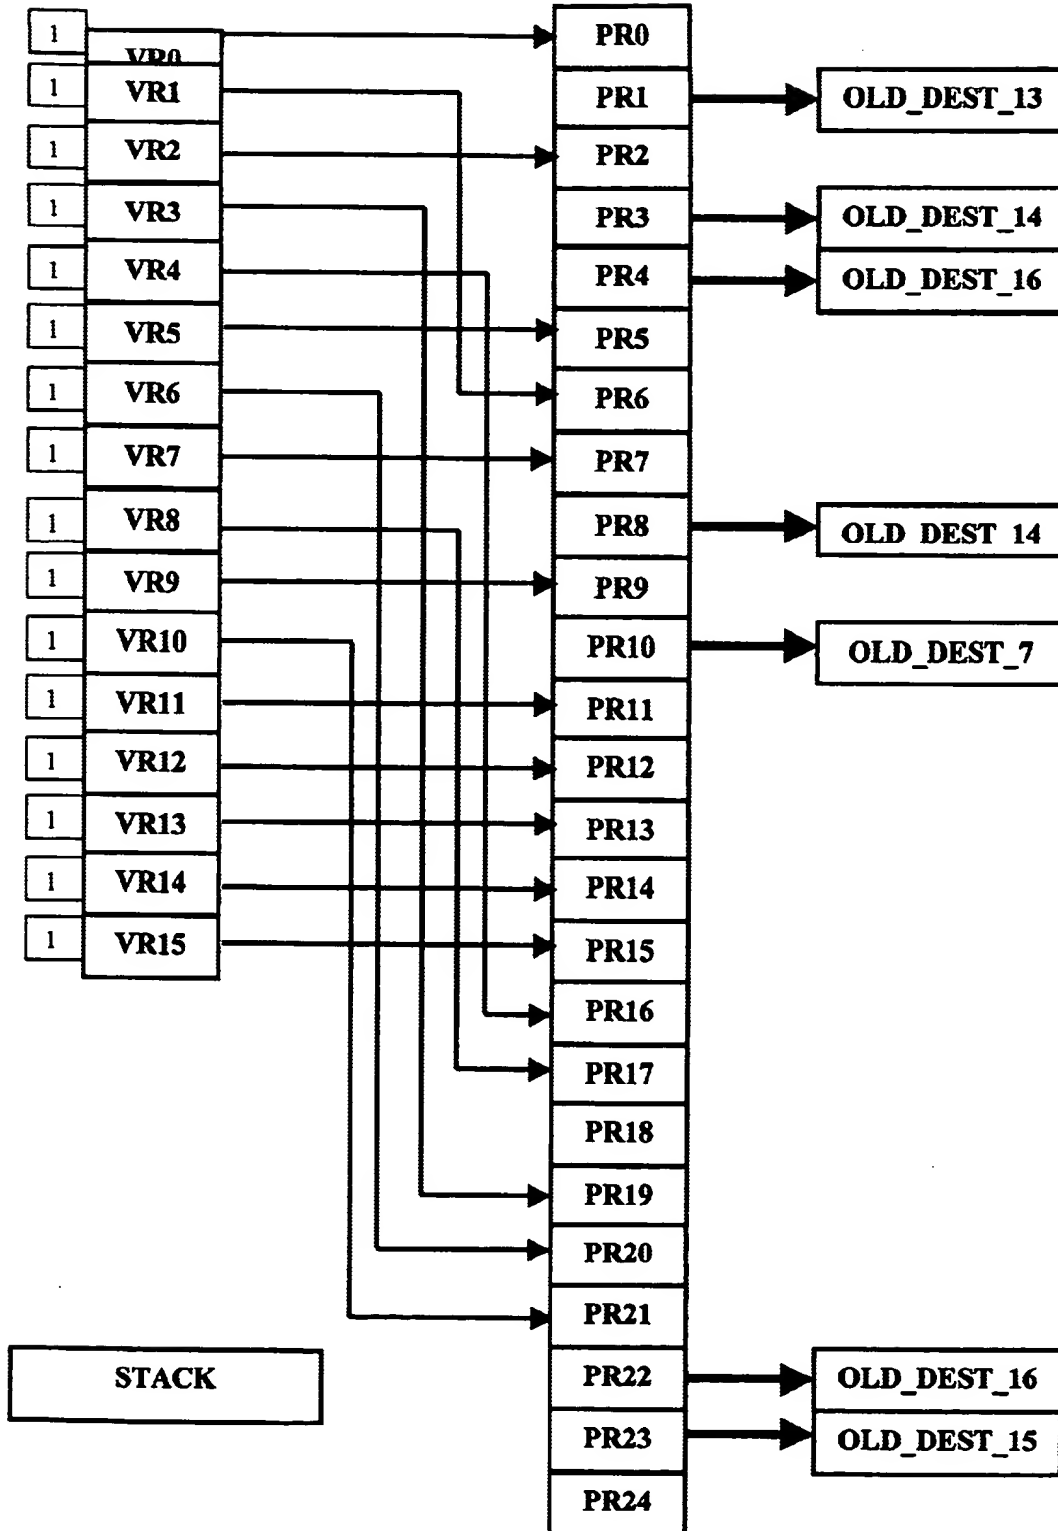 1 VR0 PR0
1 VR1 PR1 OLD_DEST_13
1 VR2 PR2
1 VR3 PR3 OLD_DEST_14
1 VR4 PR4 OLD_DEST_16
1 VR5 PR5
1 VR6 PR6
1 VR7 PR7
1 VR8 PR8 OLD DEST 14
1 VR9 PR9
1 VR10 PR10 OLD_DEST_7
1 VR11 PR11
1 VR12 PR12
1 VR13 PR13
1 VR14 PR14
1 VR15 PR15
PR16
PR17
PR18
PR19
PR20
PR21
STACK PR22 OLD_DEST_16
PR23 OLD_DEST_15
PR24